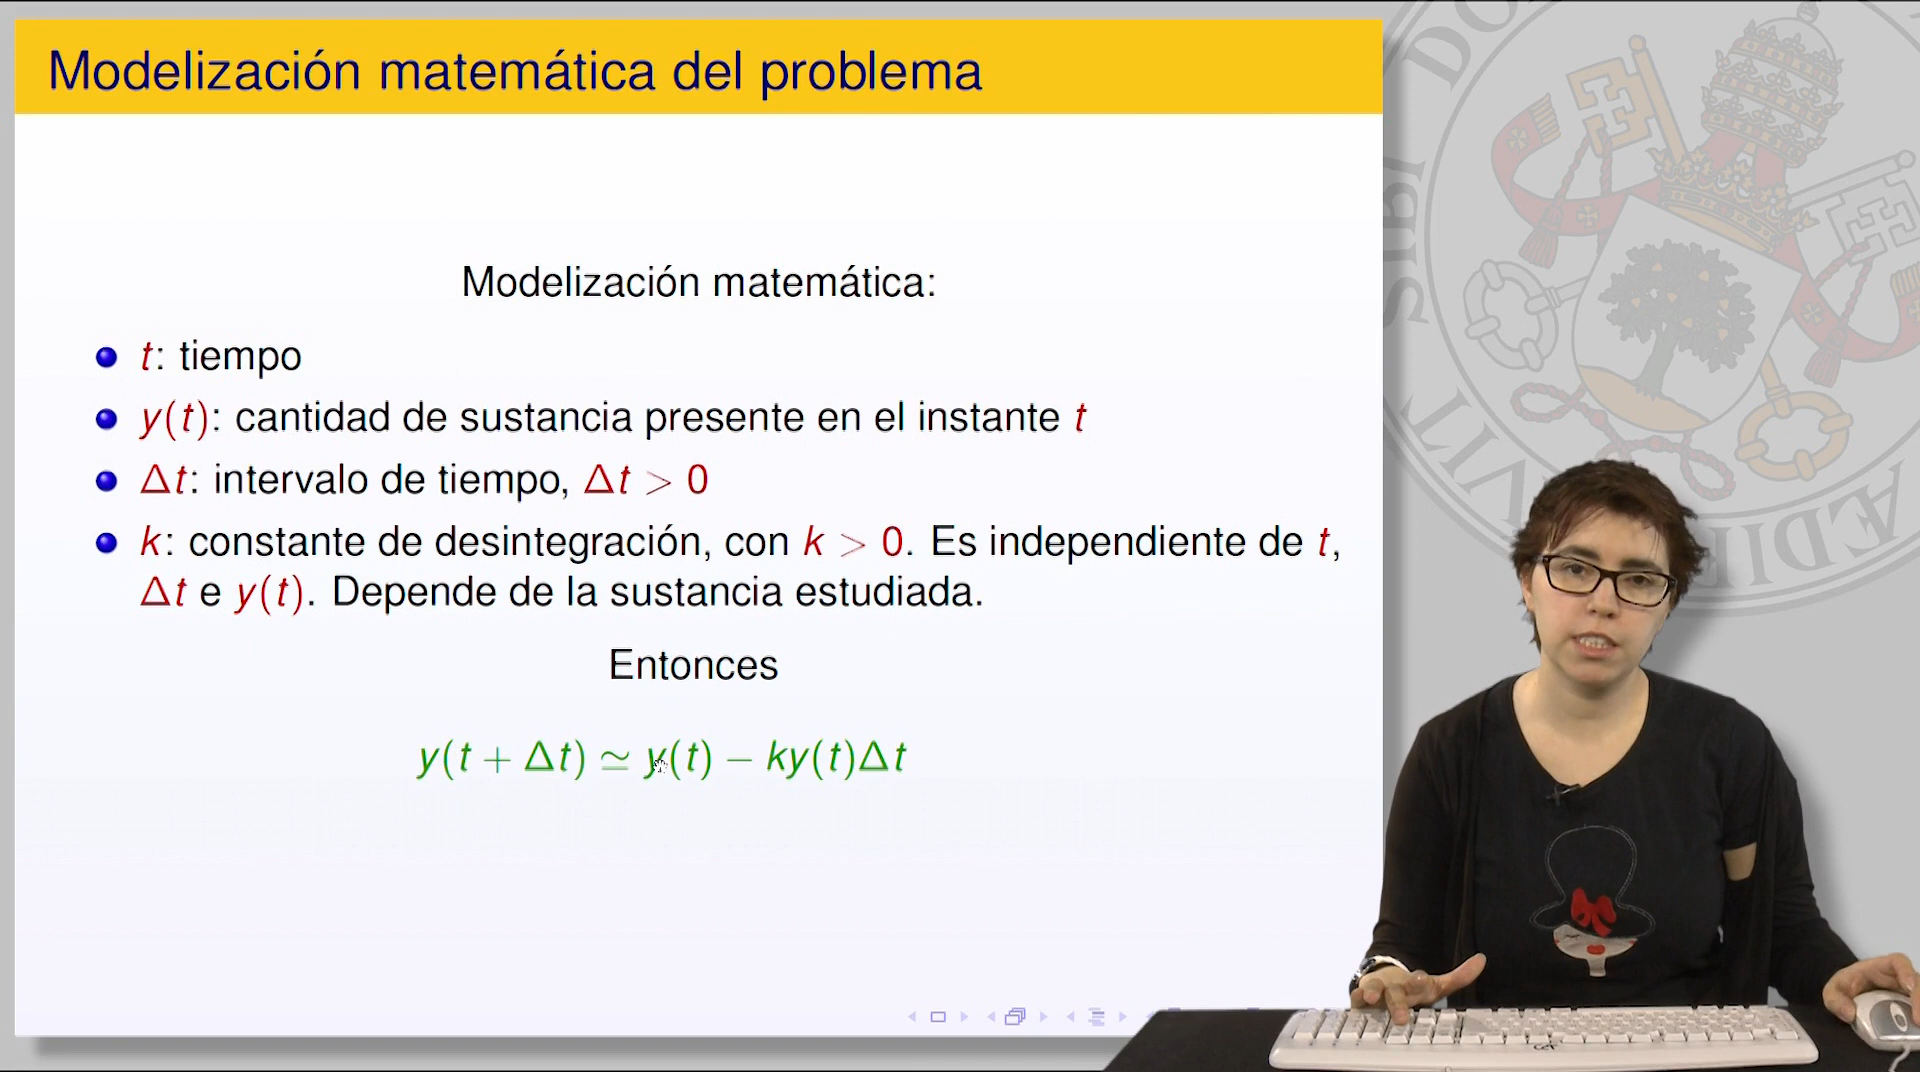 Modelización matemática del problema
Modelización matemática:
t: tiempo
y(t): cantidad de sustancia presente en el instante t
Δt: intervalo de tiempo, Δt > 0
k: constante de desintegración, con k > 0. Es independiente de t,
Δt e y(t). Depende de la sustancia estudiada.
Entonces
y(t + Δt) ≃ y(t) − ky(t)Δt